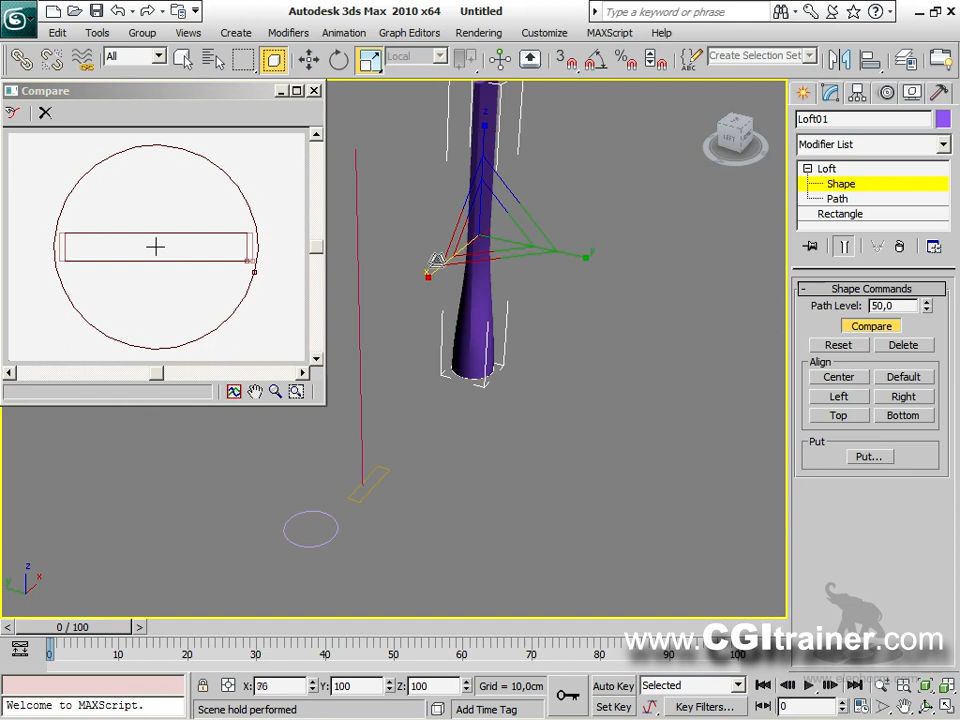 Autodesk 3ds Max 2010 x64 Untitled
Type a keyword or phrase
Edit Tools Group Views Create Modifiers Animation Graph Editors Rendering Customize MAXScript Help
All
Local
3
ABC
Create Selection Set
Compare
Loft01
Modifier List
Loft
Shape
Path
Rectangle
Shape Commands
Path Level: 50,0
Compare
Reset Delete
Align
Center Default
Left Right
Top Bottom
Put
Put...
z
x
y
LEFT
z
x
y
0 / 100
0 10 20 30 40 50 60 70 80 90 100
www.CGItrainer.com
X: 76 Y: 100 Z: 100 Grid = 10,0cm
Auto Key Selected
Welcome to MAXScript.
Scene hold performed
Add Time Tag
Set Key Key Filters... 0